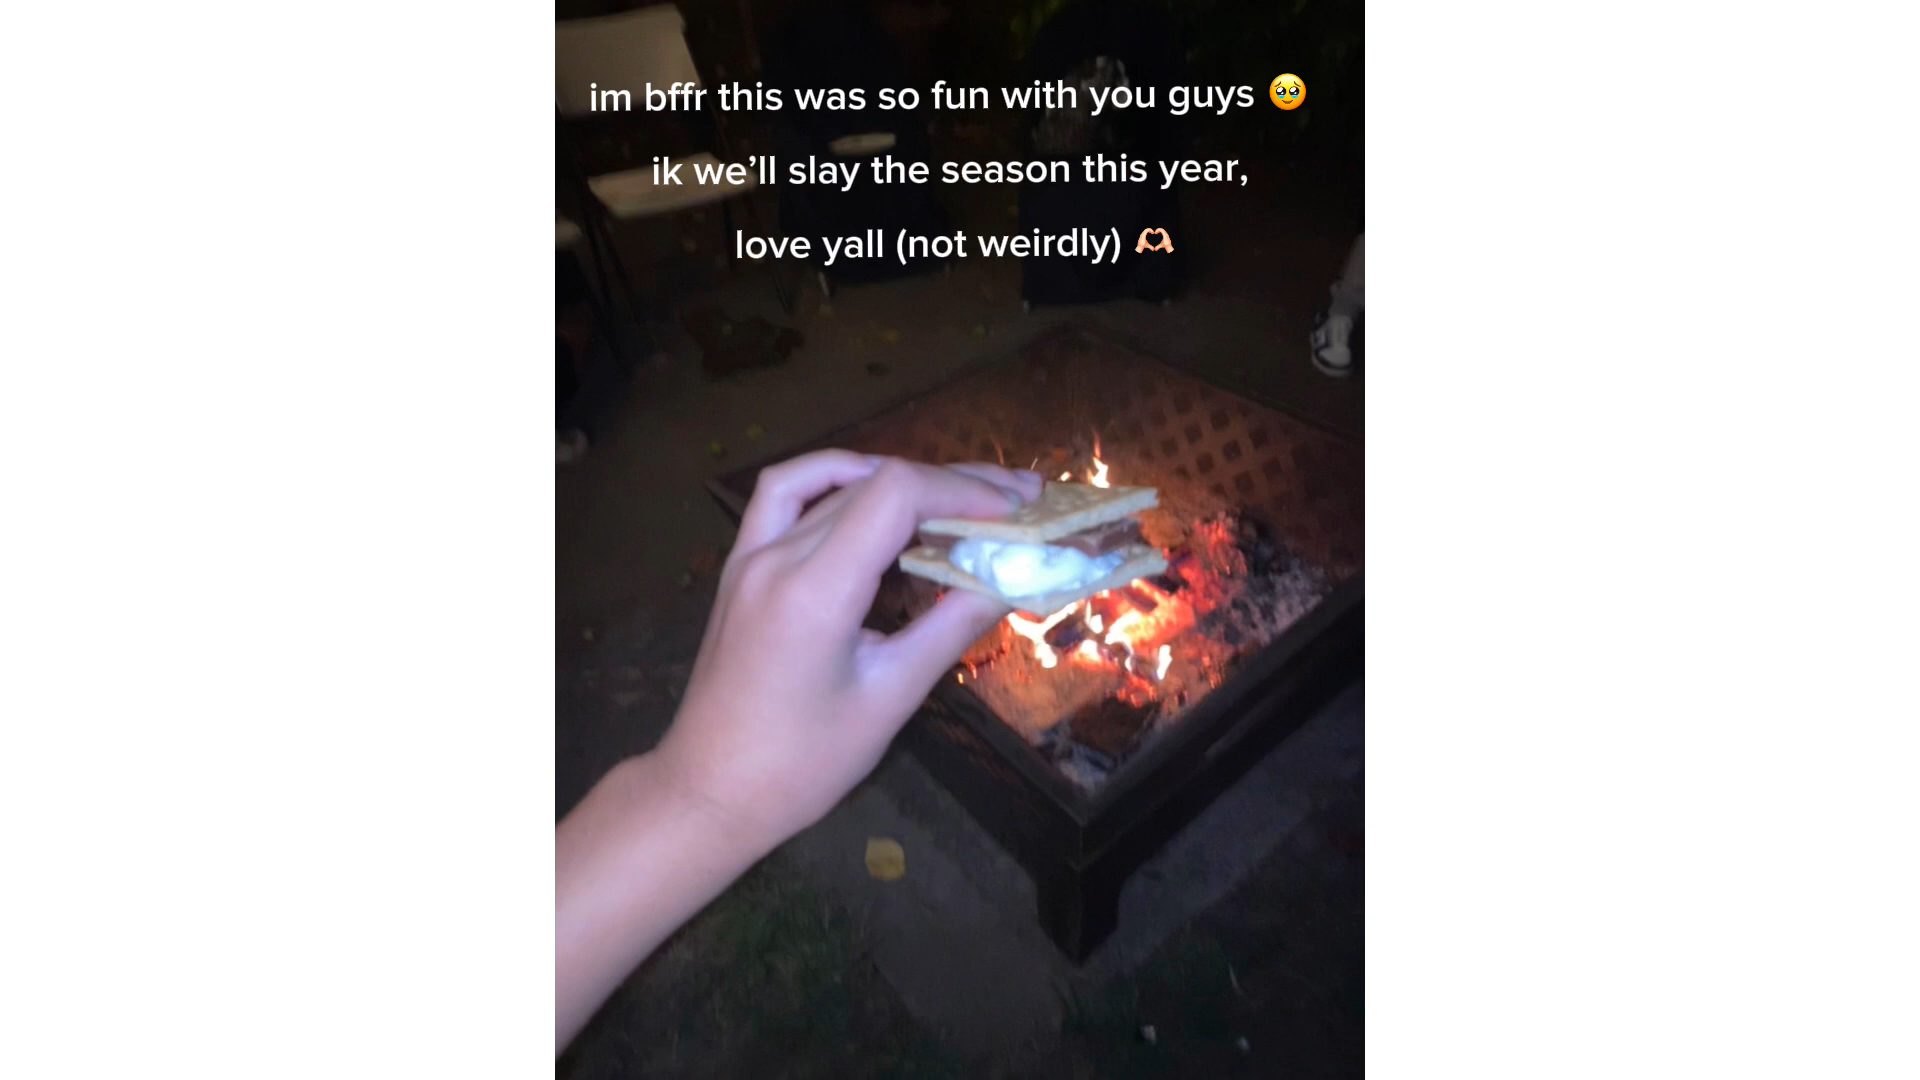 im bffr this was so fun with you guys 🥹
ik we’ll slay the season this year,
love yall (not weirdly) 🫶🏻